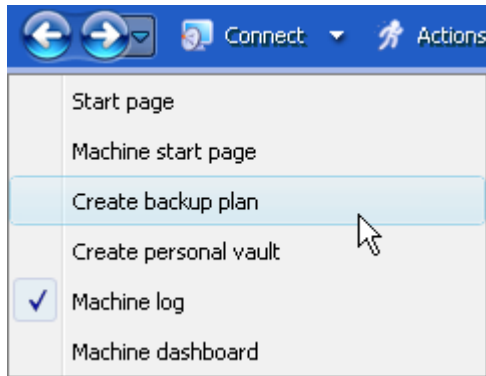 Connect Actions
Start page
Machine start page
Create backup plan
Create personal vault
Machine log
Machine dashboard